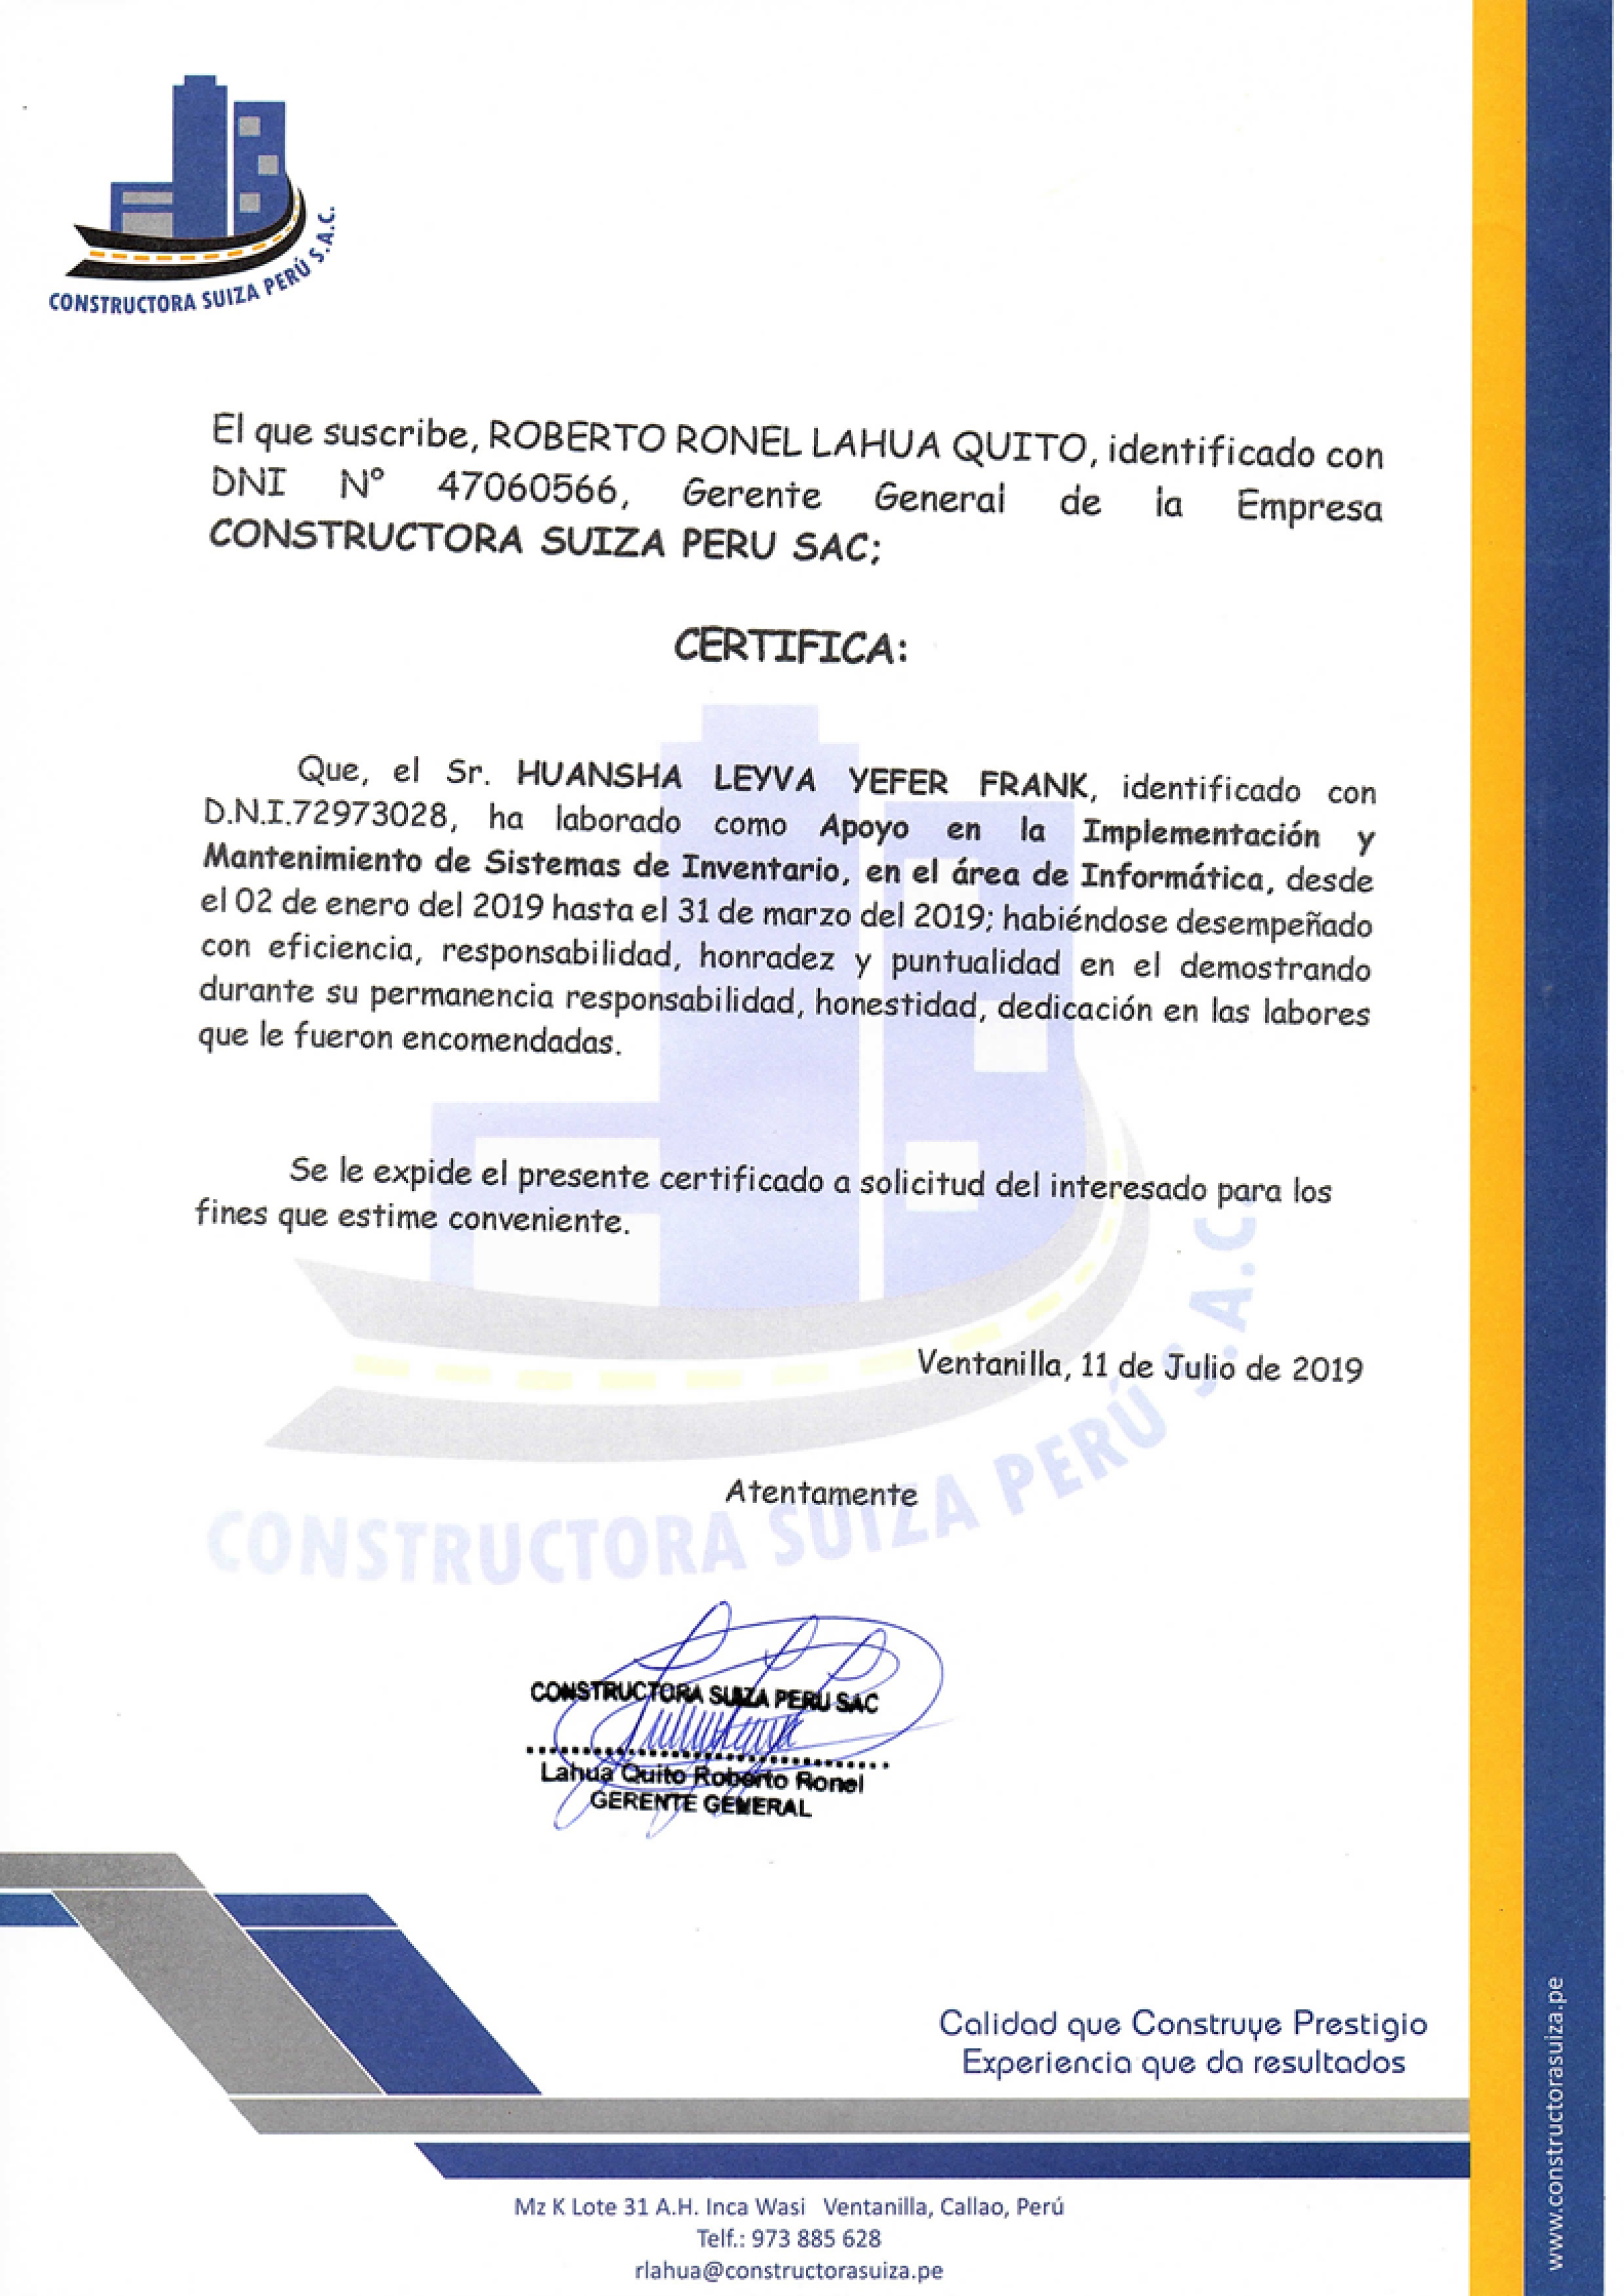 CONSTRUCTORA SUIZA PERÚ S.A.C.
El que suscribe, ROBERTO RONEL LAHUA QUITO, identificado con
DNI N° 47060566, Gerente General de la Empresa
CONSTRUCTORA SUIZA PERU SAC;
CERTIFICA:
Que, el Sr. HUANSHA LEYVA YEFER FRANK, identificado con
D.N.I.72973028, ha laborado como Apoyo en la Implementación y
Mantenimiento de Sistemas de Inventario, en el área de Informática, desde
el 02 de enero del 2019 hasta el 31 de marzo del 2019; habiéndose desempeñado
con eficiencia, responsabilidad, honradez y puntualidad en el demostrando
durante su permanencia responsabilidad, honestidad, dedicación en las labores
que le fueron encomendadas.
Se le expide el presente certificado a solicitud del interesado para los
fines que estime conveniente.
Ventanilla, 11 de Julio de 2019
Atentamente
CONSTRUCTORA SUIZA PERÚ S.A.C.
CONSTRUCTORA SUIZA PERU SAC
Lahua Quito Roberto Ronel
GERENTE GENERAL
Calidad que Construye Prestigio
Experiencia que da resultados
Mz K Lote 31 A.H. Inca Wasi Ventanilla, Callao, Perú
Telf.: 973 885 628
rlahua@constructorasuiza.pe
www.constructorasuiza.pe